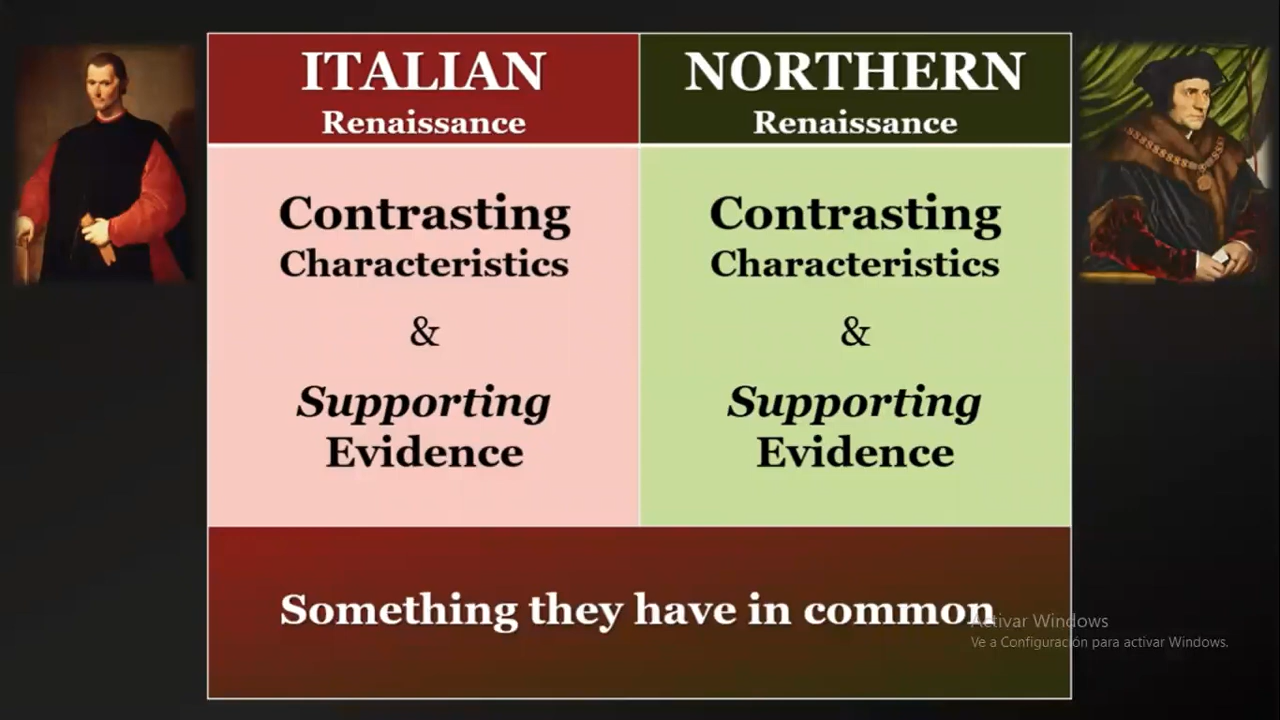 ITALIAN
Renaissance
NORTHERN
Renaissance
Contrasting
Characteristics
&
Supporting
Evidence
Contrasting
Characteristics
&
Supporting
Evidence
Something they have in common
Activar Windows
Ve a Configuración para activar Windows.